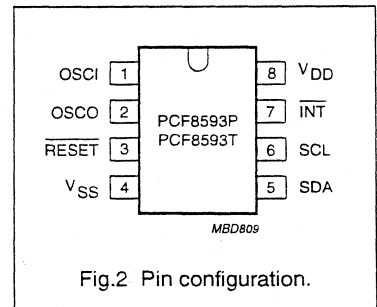 OSCI 1 8 VDD
OSCO 2 PCF8593P 7 INT
RESET 3 PCF8593T 6 SCL
VSS 4 5 SDA
MBD809
Fig.2 Pin configuration.